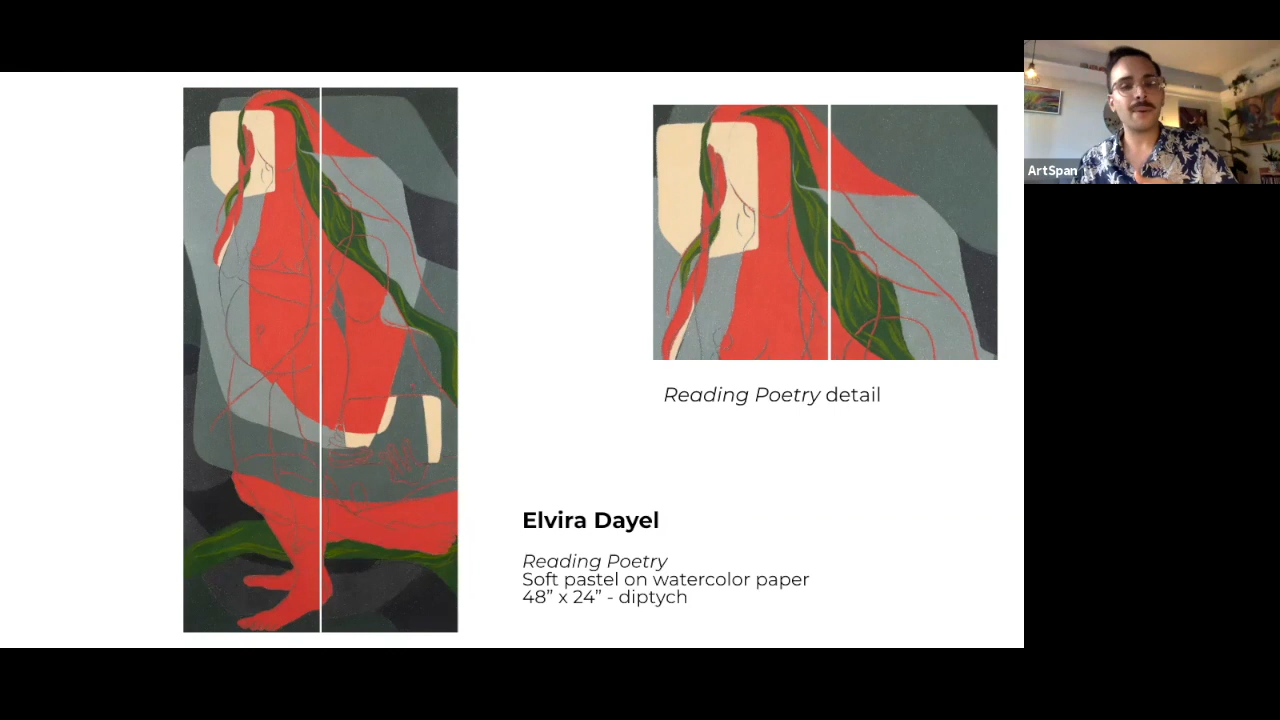 ArtSpan
Reading Poetry detail
Elvira Dayel
Reading Poetry
Soft pastel on watercolor paper
48” x 24” - diptych